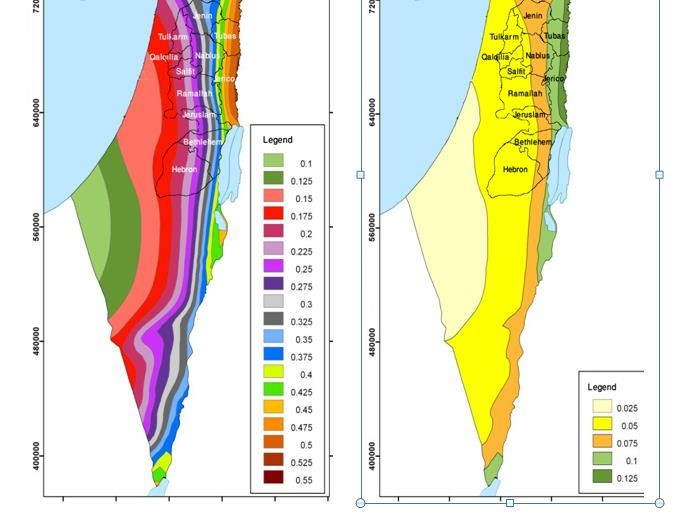 720
640000
560000
480000
400000
Jenin
Tulkarm
Tubas
Qalqilia
Nablus
Salfit
Jerico
Ramallah
Jeruslam
Bethlehem
Hebron
Legend
0.1
0.125
0.15
0.175
0.2
0.225
0.25
0.275
0.3
0.325
0.35
0.375
0.4
0.425
0.45
0.475
0.5
0.525
0.55
720
640000
560000
480000
400000
Jenin
Tulkarm
Tubas
Qalqilia
Nablus
Salfit
Jerico
Ramallah
Jeruslam
Bethlehem
Hebron
Legend
0.025
0.05
0.075
0.1
0.125